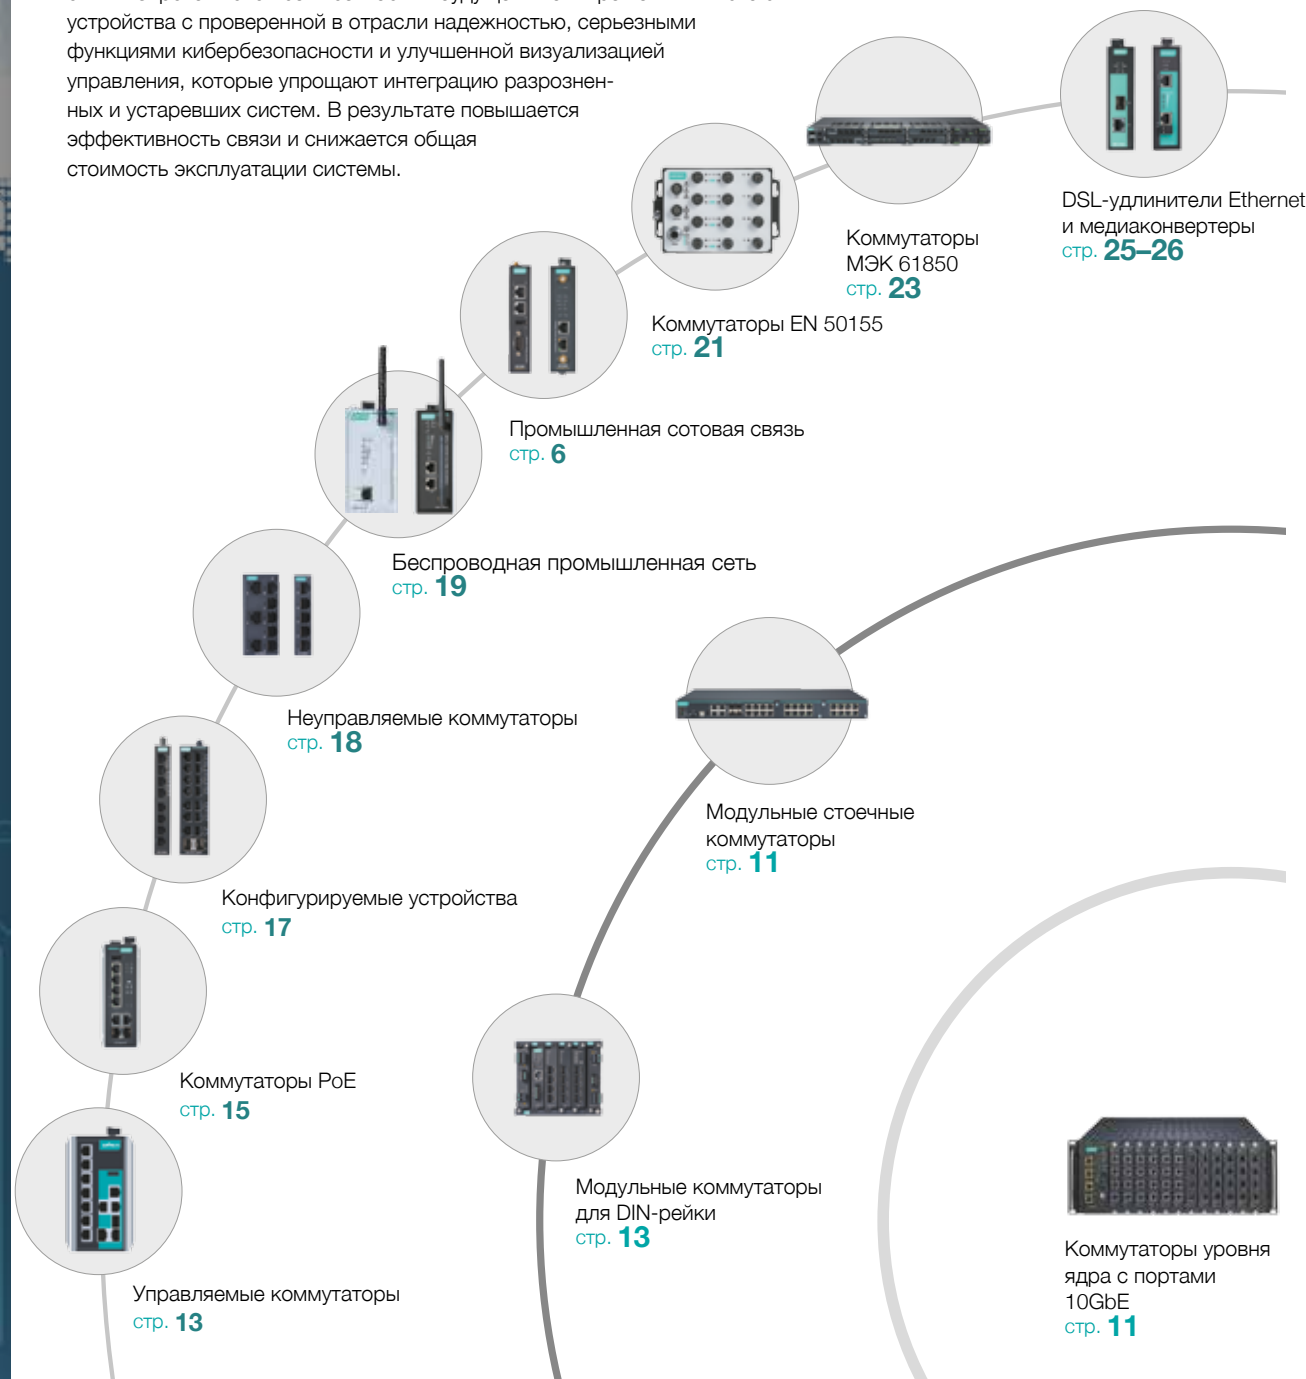 устройства с проверенной в отрасли надежностью, серьезными
функциями кибербезопасности и улучшенной визуализацией
управления, которые упрощают интеграцию разрознен-
ных и устаревших систем. В результате повышается
эффективность связи и снижается общая
стоимость эксплуатации системы.
DSL-удлинители Ethernet
и медиаконвертеры
стр. 25–26
Коммутаторы
МЭК 61850
стр. 23
Коммутаторы EN 50155
стр. 21
Промышленная сотовая связь
стр. 6
Беспроводная промышленная сеть
стр. 19
Неуправляемые коммутаторы
стр. 18
Модульные стоечные
коммутаторы
стр. 11
Конфигурируемые устройства
стр. 17
Коммутаторы PoE
стр. 15
Модульные коммутаторы
для DIN-рейки
стр. 13
Коммутаторы уровня
ядра с портами
10GbE
стр. 11
Управляемые коммутаторы
стр. 13